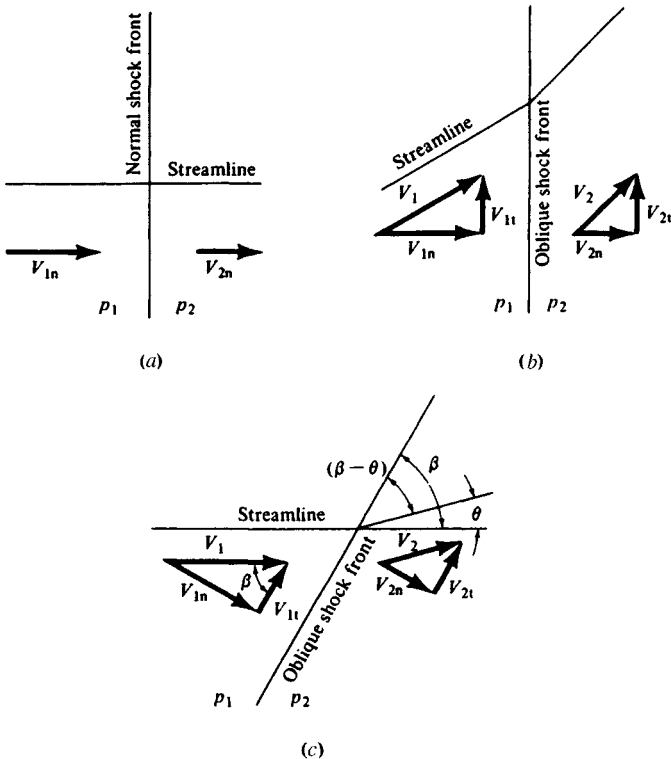 Normal shock front
Streamline
V1n
V2n
p1 p2
(a)
Streamline
V1
V1t
V1n
Oblique shock front
V2
V2t
V2n
p1 p2
(b)
(β − θ)
β
θ
Streamline
V1
β
V1n
V1t
Oblique shock front
V2
V2n
V2t
p1 p2
(c)